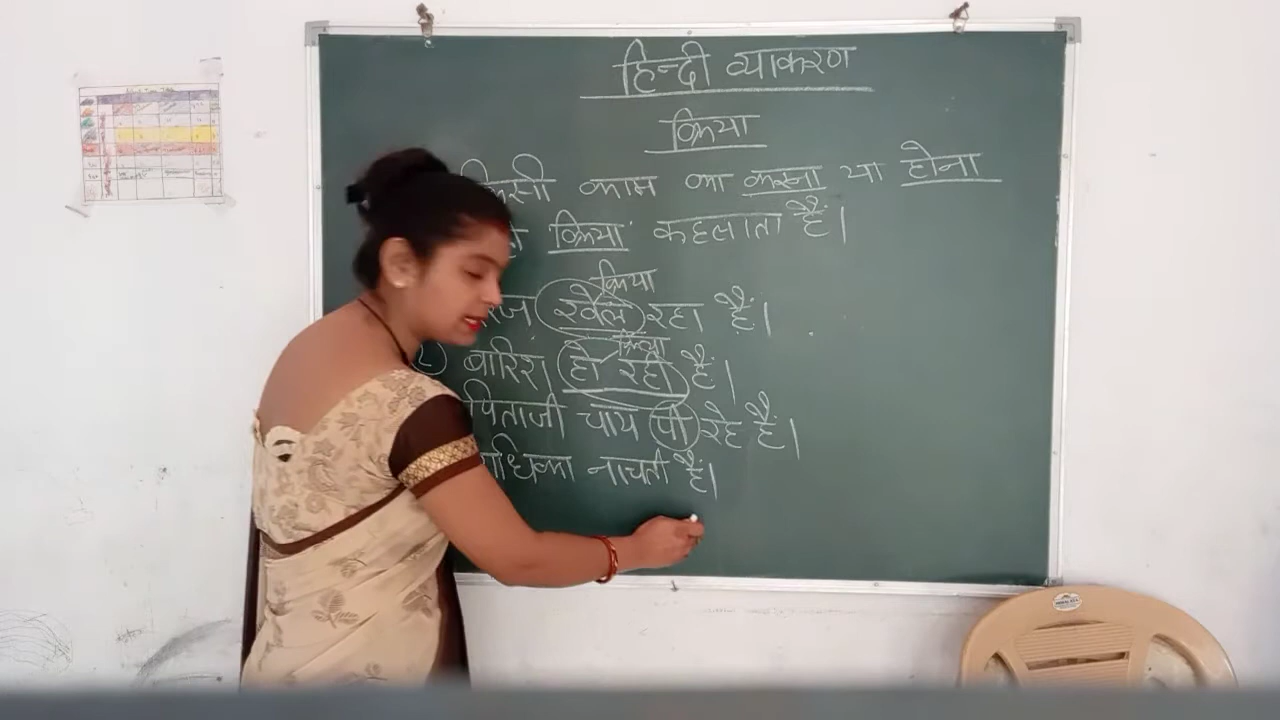 हिन्दी व्याकरण
क्रिया
किसी काम का करना या होना
क्रिया कहलाता हैं।
क्रिया
खेल रहा हैं।
क्रिया
बारिश हो रही हैं।
पिताजी चाय पी रहे हैं।
राधिका नाचती हैं।